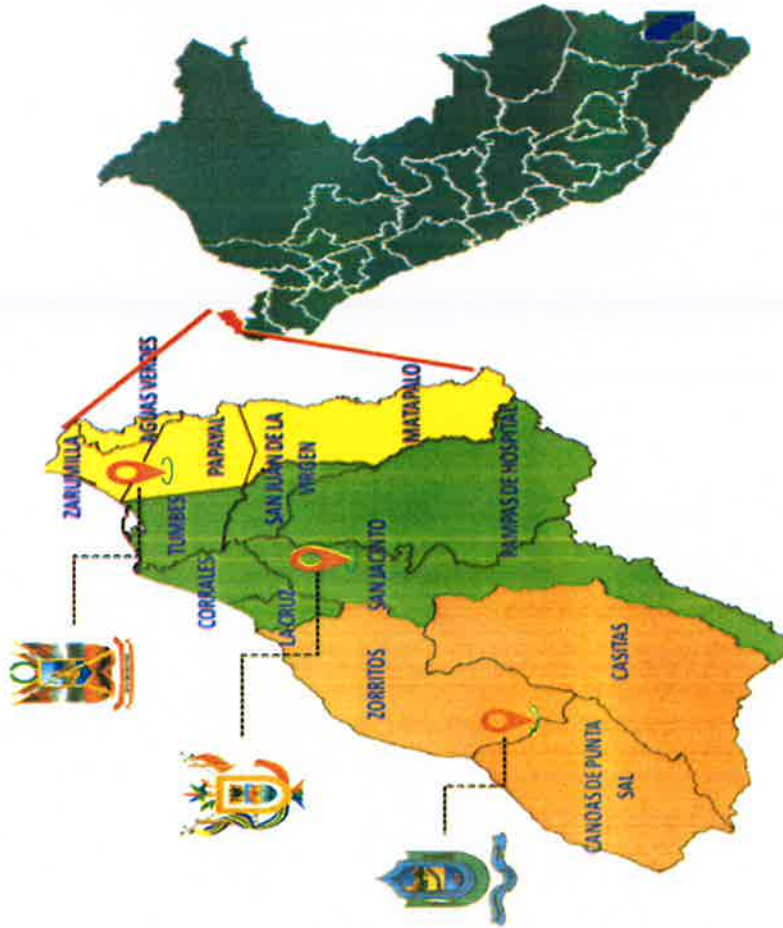 ZARUMILLA
AGUAS VERDES
TUMBES
PAPAYAL
CORRALES
SAN JUAN DE LA
VIRGEN
MATAPALO
LA CRUZ
SAN JACINTO
PAMPAS DE HOSPITAL
ZORRITOS
CASITAS
CANOAS DE PUNTA
SAL